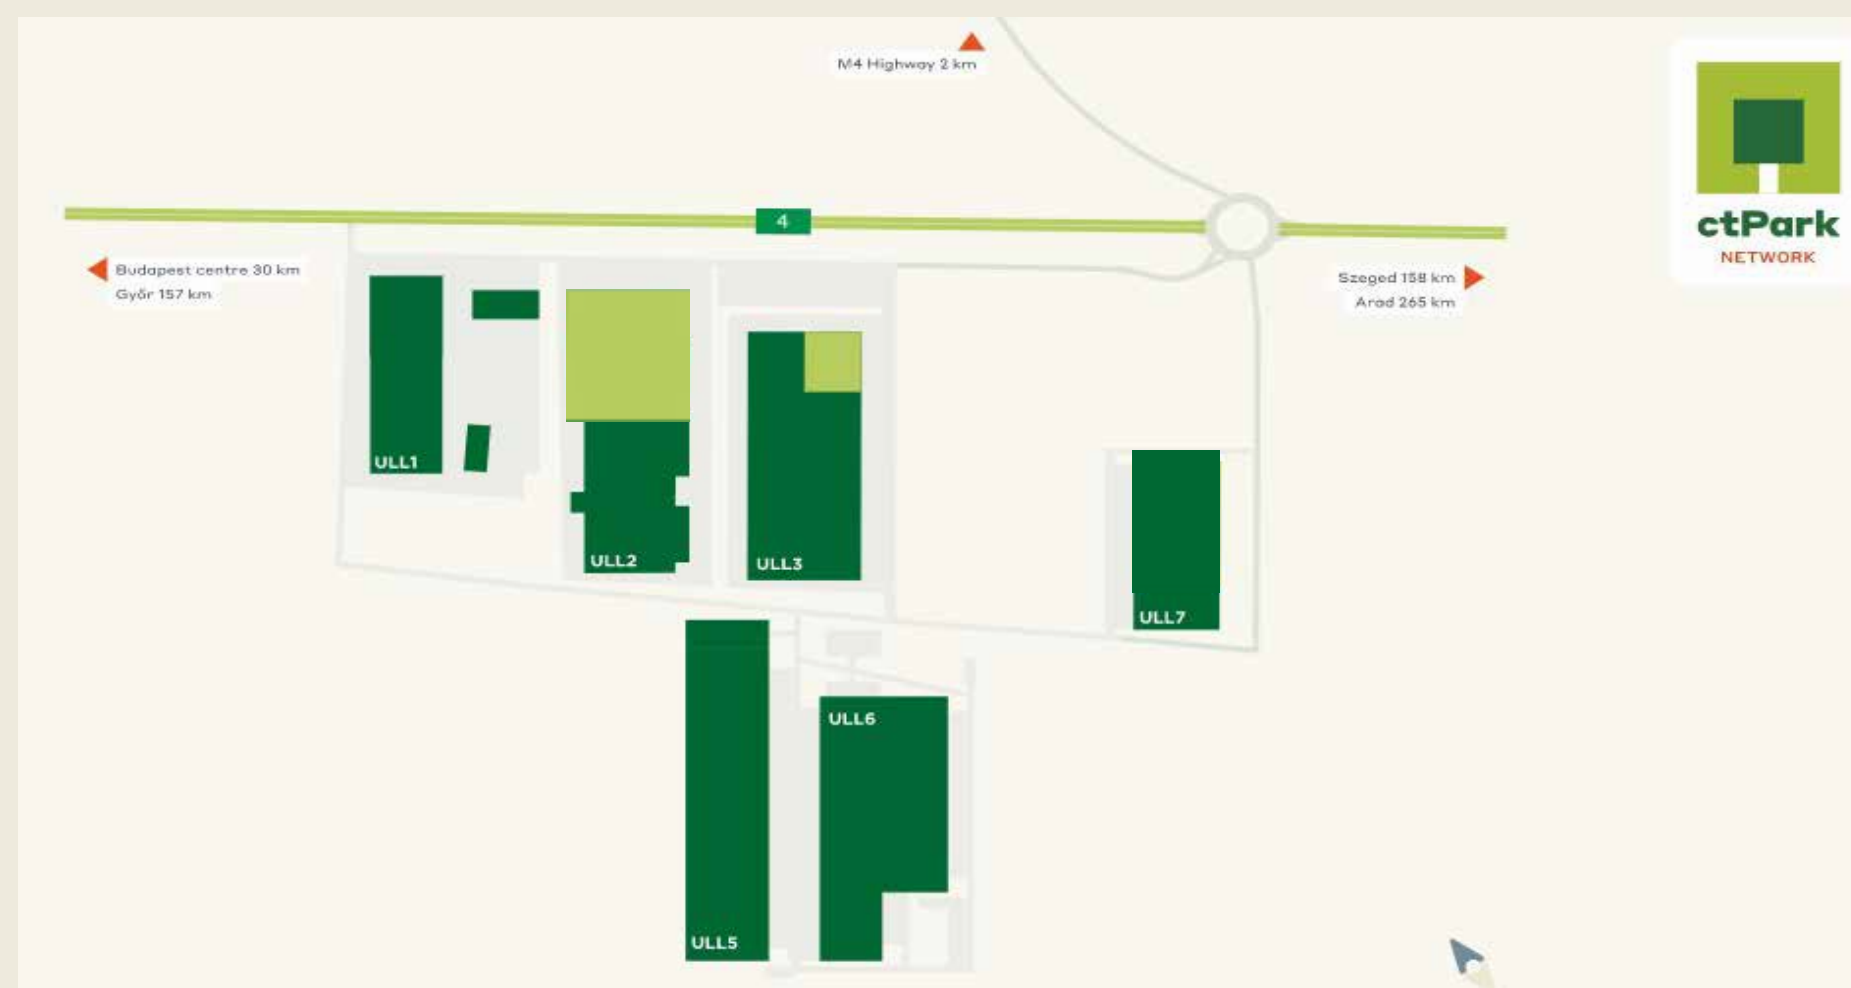 M4 Highway 2 km
ctPark
NETWORK
4
Budapest centre 30 km
Győr 157 km
Szeged 158 km
Arad 265 km
ULL1
ULL2
ULL3
ULL7
ULL6
ULL5